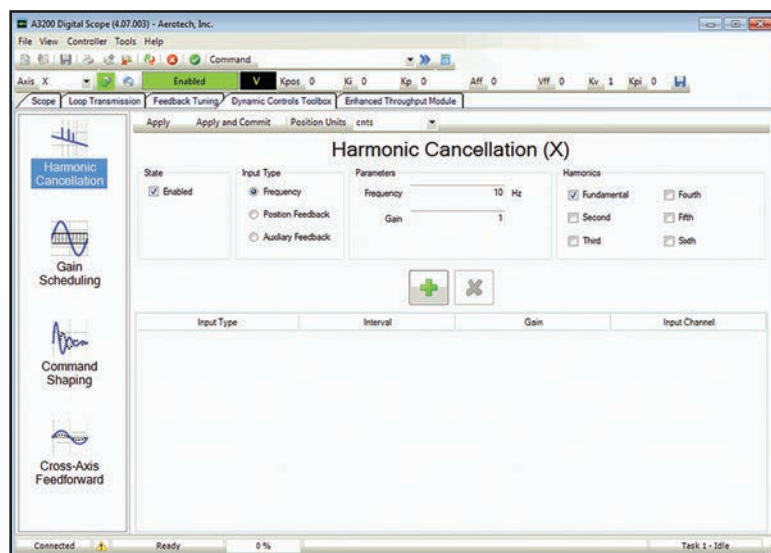 A3200 Digital Scope (4.07.003) - Aerotech, Inc.
File View Controller Tools Help
Command
Axis X Enabled V Kpos 0 Ki 0 Kp 0 Aff 0 Vff 0 Kv 1 Kpi 0
Scope Loop Transmission Feedback Tuning Dynamic Controls Toolbox Enhanced Throughput Module
Apply Apply and Commit Position Units cnts
Harmonic Cancellation (X)
Harmonic
Cancellation
Gain
Scheduling
Command
Shaping
Cross-Axis
Feedforward
State
Enabled
Input Type
Frequency
Position Feedback
Auxiliary Feedback
Parameters
Frequency 10 Hz
Gain 1
Harmonics
Fundamental Fourth
Second Fifth
Third Sixth
Input Type Interval Gain Input Channel
Connected Ready 0 % Task 1 - Idle